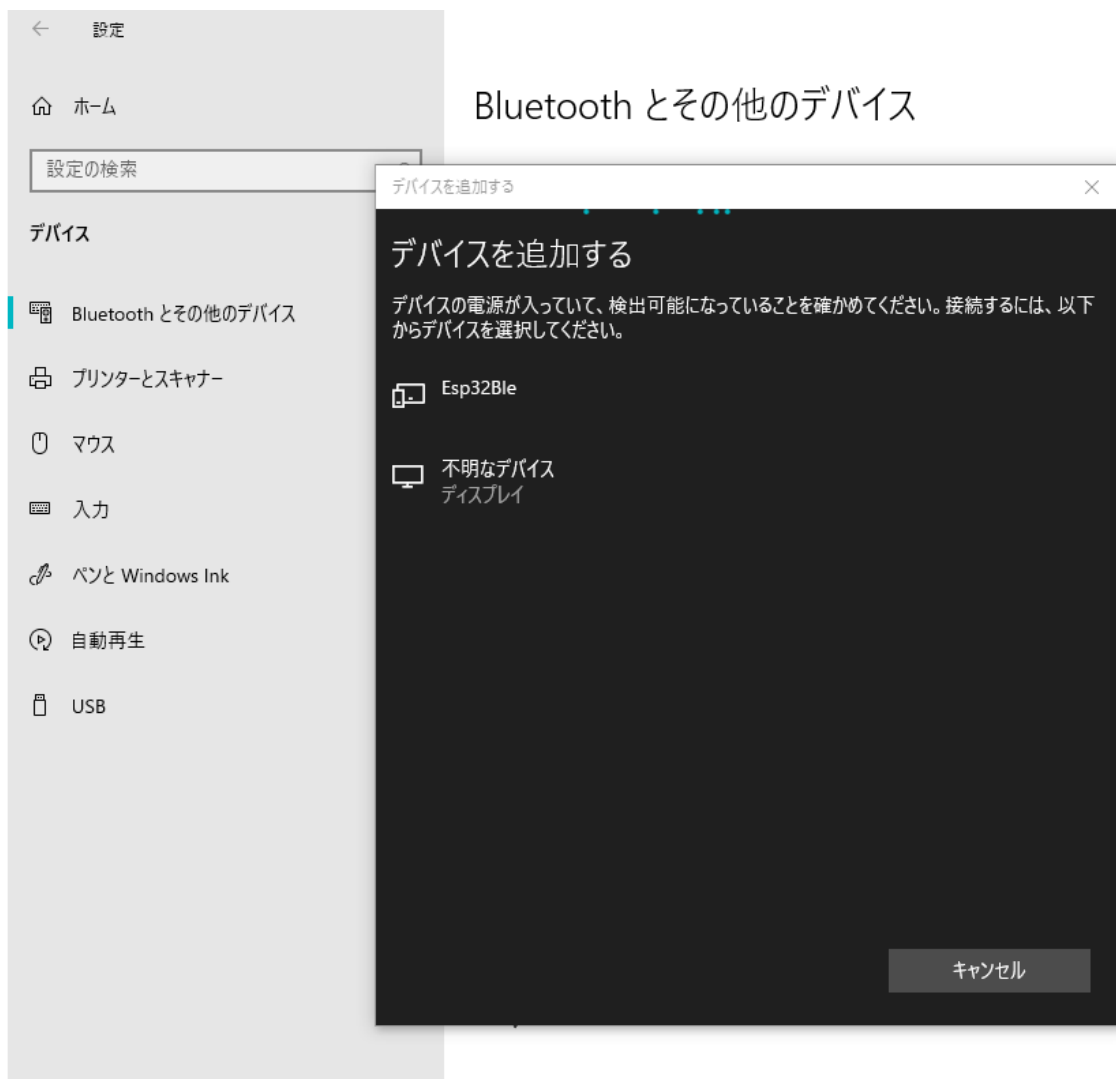 設定
ホーム
設定の検索
デバイス
Bluetooth とその他のデバイス
プリンターとスキャナー
マウス
入力
ペンと Windows Ink
自動再生
USB
Bluetooth とその他のデバイス
デバイスを追加する
デバイスを追加する
デバイスの電源が入っていて、検出可能になっていることを確かめてください。接続するには、以下
からデバイスを選択してください。
Esp32Ble
不明なデバイス
ディスプレイ
キャンセル